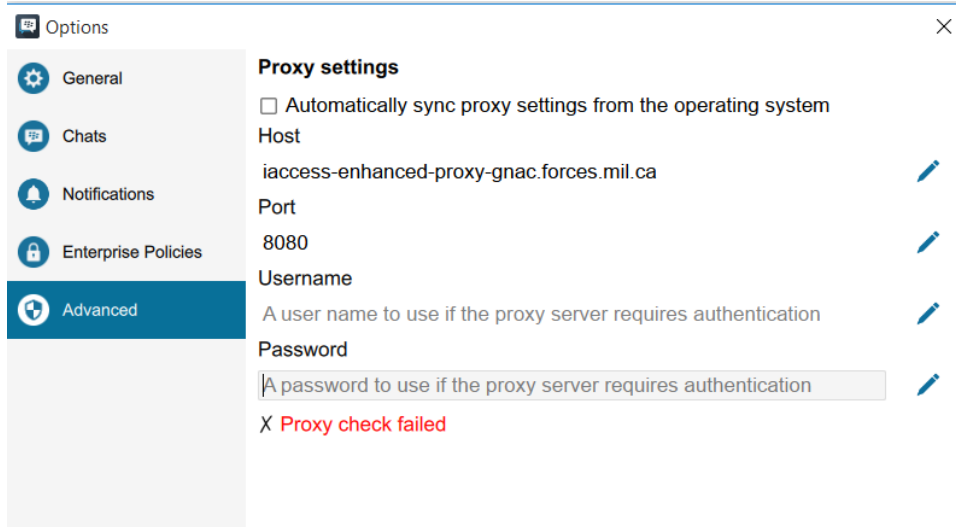 Options
General
Chats
Notifications
Enterprise Policies
Advanced
Proxy settings
Automatically sync proxy settings from the operating system
Host
iaccess-enhanced-proxy-gnac.forces.mil.ca
Port
8080
Username
A user name to use if the proxy server requires authentication
Password
A password to use if the proxy server requires authentication
✗ Proxy check failed